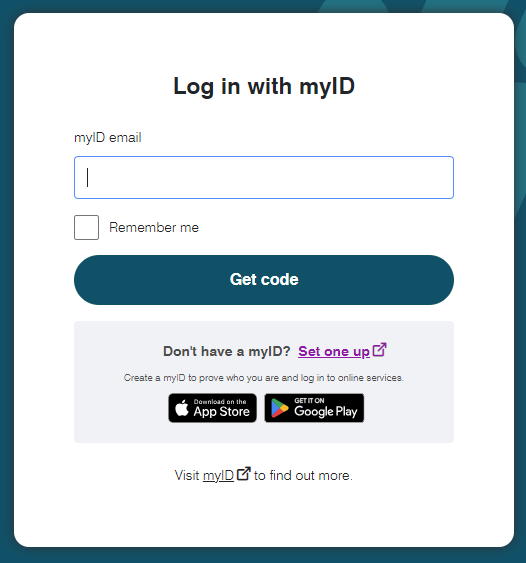 Log in with myID
myID email
Remember me
Get code
Don't have a myID? Set one up
Create a myID to prove who you are and log in to online services.
Download on the
App Store
GET IT ON
Google Play
Visit myID to find out more.